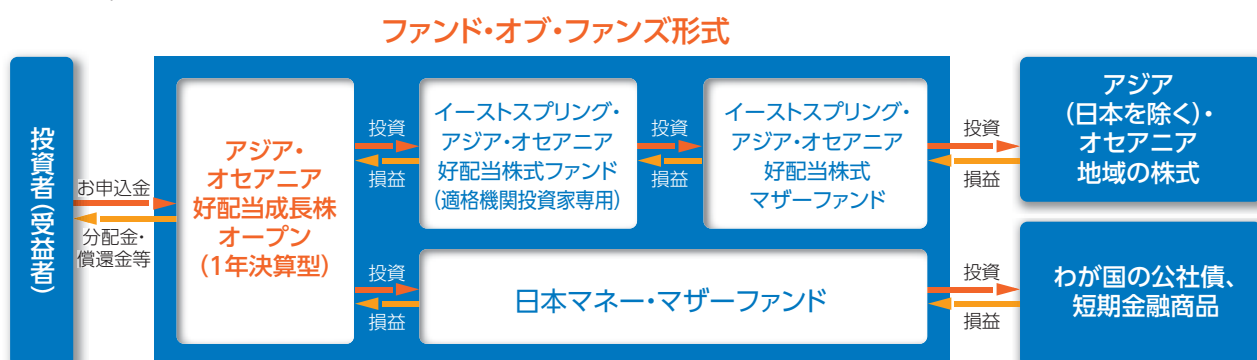 ファンド・オブ・ファンズ形式
投資者（受益者）
お申込金
分配金・
償還金等
アジア・
オセアニア
好配当成長株
オープン
（1年決算型）
投資
損益
イーストスプリング・
アジア・オセアニア
好配当株式ファンド
（適格機関投資家専用）
投資
損益
イーストスプリング・
アジア・オセアニア
好配当株式
マザーファンド
投資
損益
アジア
（日本を除く）・
オセアニア
地域の株式
投資
損益
日本マネー・マザーファンド
投資
損益
わが国の公社債、
短期金融商品